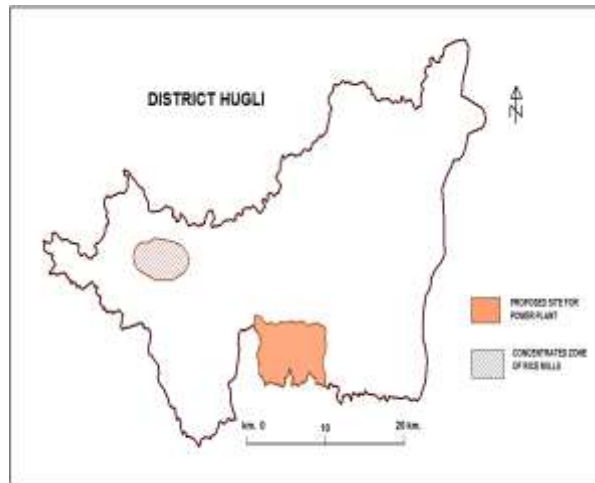 DISTRICT HUGLI
N
PROPOSED SITE FOR
POWER PLANT
CONCENTRATED ZONE
OF RICE MILLS
km. 0 10 20 km.